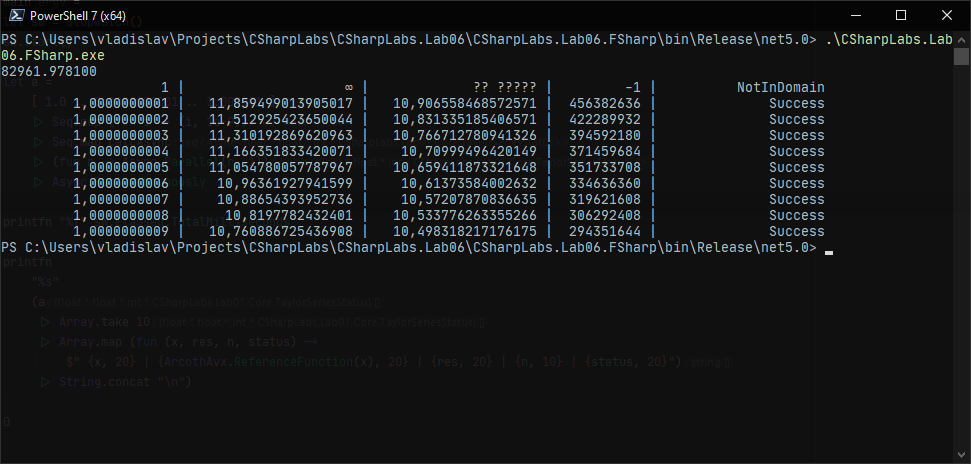 PowerShell 7 (x64)
PS C:\Users\vladislav\Projects\CSharpLabs\CSharpLabs.Lab06\CSharpLabs.Lab06.FSharp\bin\Release\net5.0> .\CSharpLabs.Lab
06.FSharp.exe
82961.978100
1 | ∞ | ?? ????? | -1 | NotInDomain
1,0000000001 | 11,859499013905017 | 10,906558468572571 | 456382636 | Success
1,0000000002 | 11,512925423650044 | 10,831335185406571 | 422289932 | Success
1,0000000003 | 11,310192869620963 | 10,766712780941326 | 394592180 | Success
1,0000000004 | 11,166351833420071 | 10,70999496420149 | 371459684 | Success
1,0000000005 | 11,054780057787967 | 10,659411873321648 | 351733708 | Success
1,0000000006 | 10,96361927941599 | 10,61373584002632 | 334636360 | Success
1,0000000007 | 10,88654393952736 | 10,57207870836635 | 319621608 | Success
1,0000000008 | 10,8197782432401 | 10,533776263355266 | 306292408 | Success
1,0000000009 | 10,760886725436908 | 10,498318217176175 | 294351644 | Success
PS C:\Users\vladislav\Projects\CSharpLabs\CSharpLabs.Lab06\CSharpLabs.Lab06.FSharp\bin\Release\net5.0>
printfn
"%s"
(a
|> Array.take 10
|> Array.map (fun (x, res, n, status) ->
$" {x, 20} | {ArcothAvx.ReferenceFunction(x), 20} | {res, 20} | {n, 10} | {status, 20}")
|> String.concat "\n")
0